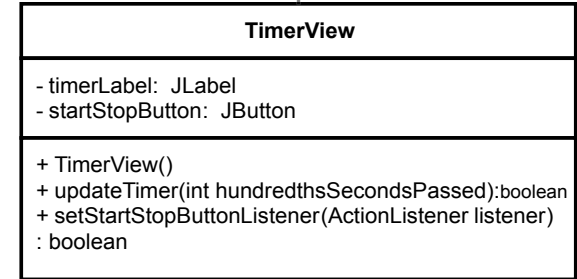 TimerView
- timerLabel: JLabel
- startStopButton: JButton
+ TimerView()
+ updateTimer(int hundredthsSecondsPassed):boolean
+ setStartStopButtonListener(ActionListener listener)
: boolean